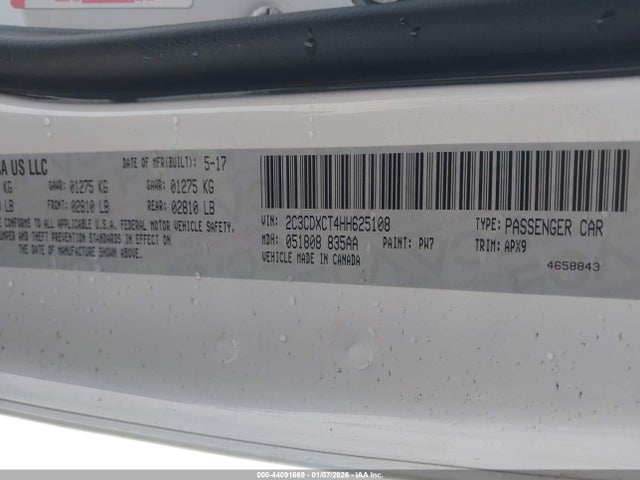 A US LLC
DATE OF MFR(BUILT): 5-17
KG GAWR: 01275 KG GAWR: 01275 KG
LB FRONT: 02810 LB REAR: 02810 LB
TO ALL APPLICABLE U.S.A. FEDERAL MOTOR VEHICLE SAFETY,
AND THEFT PREVENTION STANDARDS IN EFFECT ON
THE DATE OF MANUFACTURE SHOWN ABOVE.
VIN: 2C3CDXCT4HH625108
TYPE: PASSENGER CAR
MDH: 051808 835AA PAINT: PW7
TRIM: APX9
VEHICLE MADE IN CANADA
4658843
000-44091669 - 01/07/2026 - © IAA Inc.